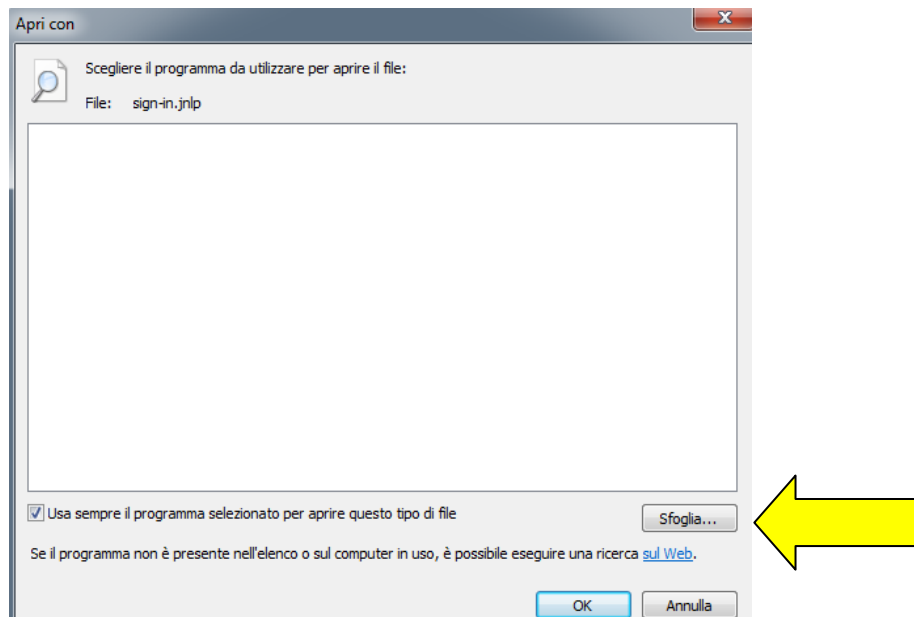 Apri con
Scegliere il programma da utilizzare per aprire il file:
File: sign-in.jnlp
Usa sempre il programma selezionato per aprire questo tipo di file
Sfoglia...
Se il programma non è presente nell'elenco o sul computer in uso, è possibile eseguire una ricerca sul Web.
OK
Annulla